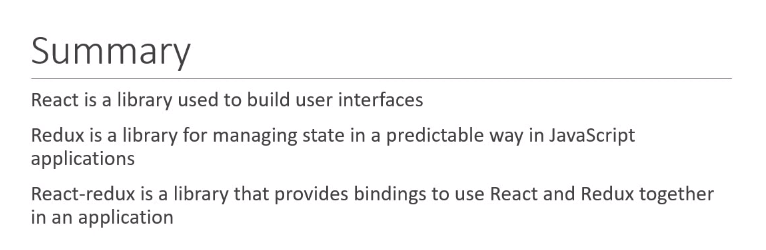 Summary
React is a library used to build user interfaces
Redux is a library for managing state in a predictable way in JavaScript
applications
React-redux is a library that provides bindings to use React and Redux together
in an application